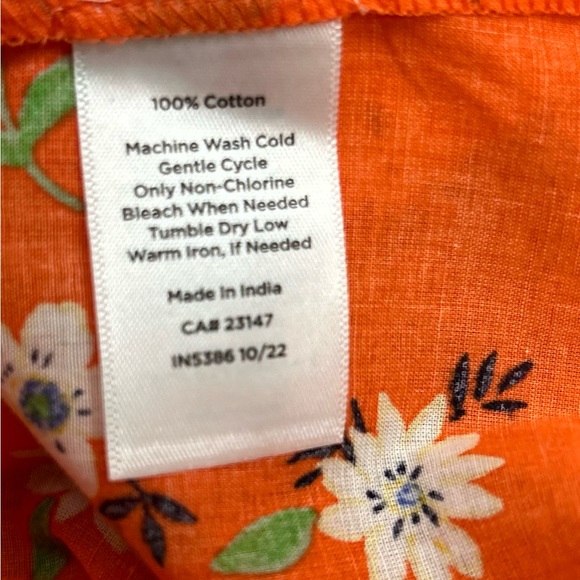 100% Cotton
Machine Wash Cold
Gentle Cycle
Only Non-Chlorine
Bleach When Needed
Tumble Dry Low
Warm Iron, If Needed
Made In India
CA# 23147
IN5386 10/22